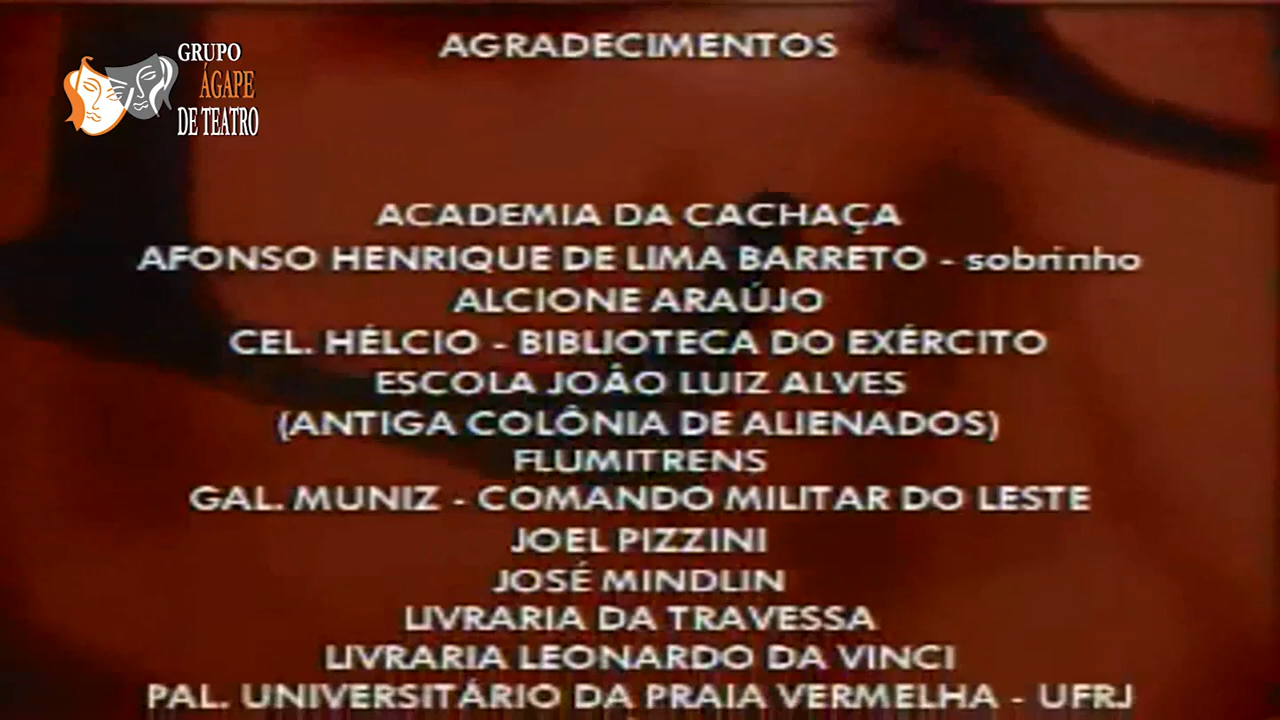 GRUPO
ÁGAPE
DE TEATRO
AGRADECIMENTOS
ACADEMIA DA CACHAÇA
AFONSO HENRIQUE DE LIMA BARRETO - sobrinho
ALCIONE ARAÚJO
CEL. HÉLCIO - BIBLIOTECA DO EXÉRCITO
ESCOLA JOÃO LUIZ ALVES
(ANTIGA COLÔNIA DE ALIENADOS)
FLUMITRENS
GAL. MUNIZ - COMANDO MILITAR DO LESTE
JOEL PIZZINI
JOSÉ MINDLIN
LIVRARIA DA TRAVESSA
LIVRARIA LEONARDO DA VINCI
PAL. UNIVERSITÁRIO DA PRAIA VERMELHA - UFRJ